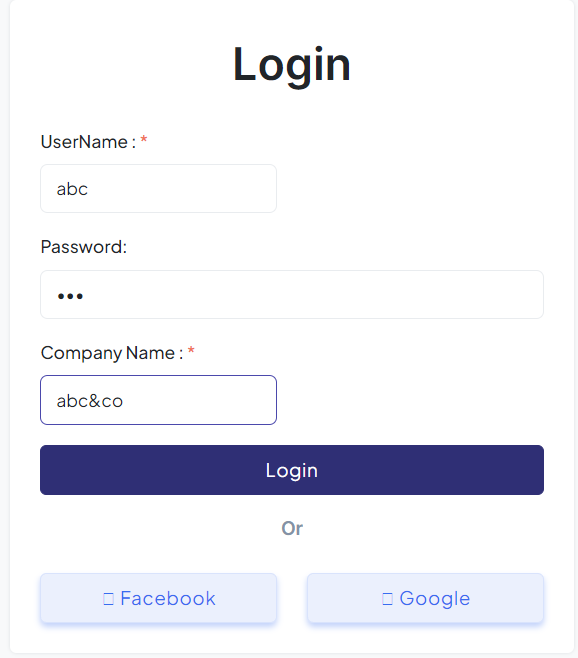 Login
UserName : *
abc
Password:
•••
Company Name : *
abc&co
Login
Or
Facebook
Google